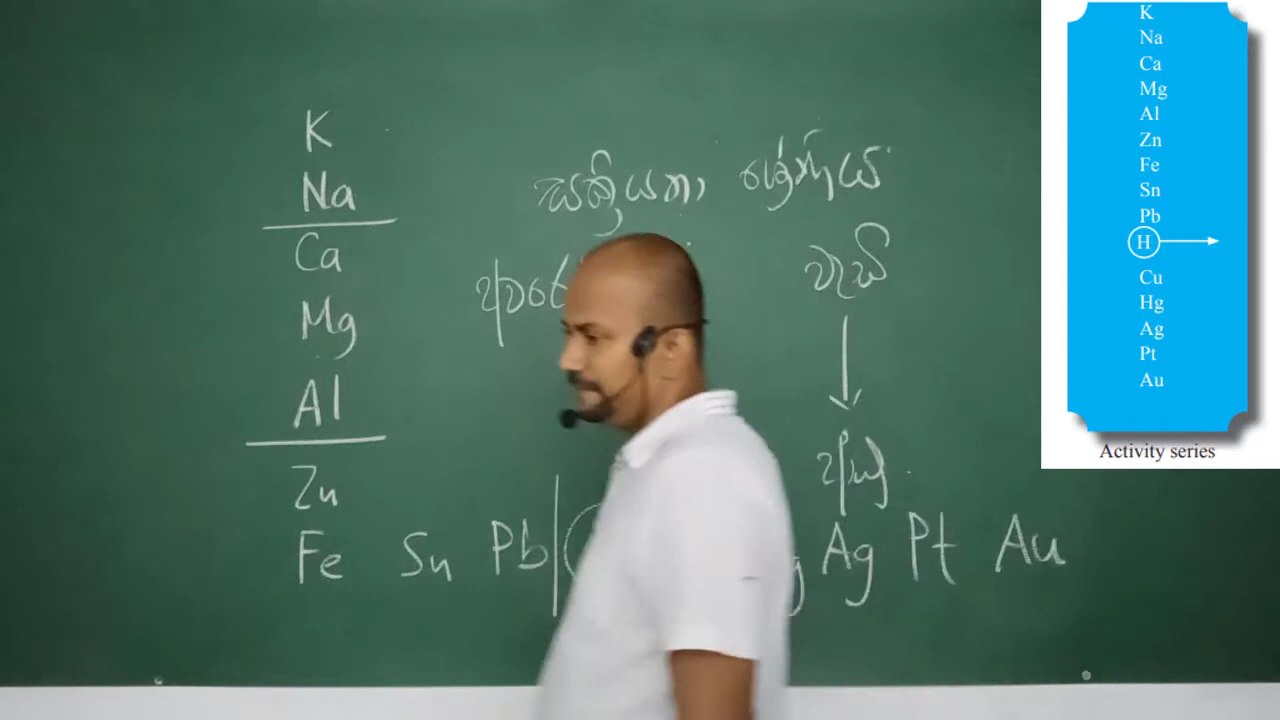 K
Na
Ca
Mg
Al
Zn
Fe Sn Pb
Ag Pt Au
සක්‍රියතා ශ්‍රේණිය
වැඩි
අඩු
K
Na
Ca
Mg
Al
Zn
Fe
Sn
Pb
H
Cu
Hg
Ag
Pt
Au
Activity series